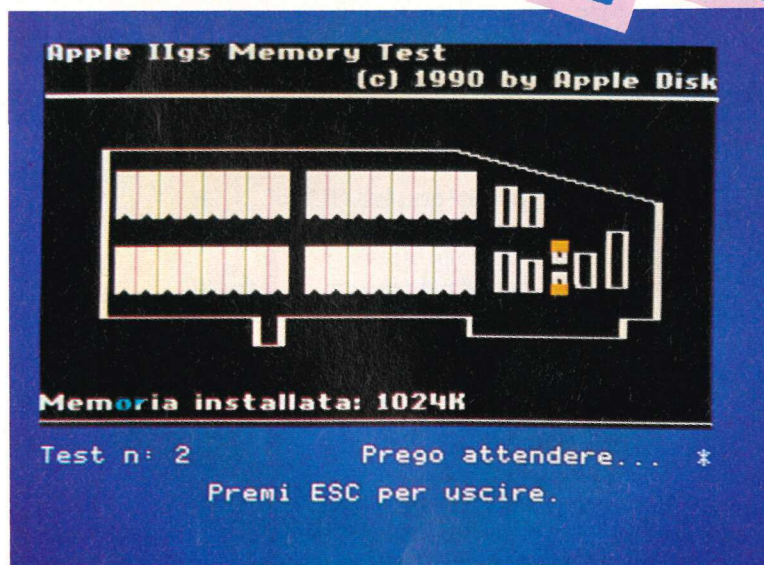 Apple IIgs Memory Test
(c) 1990 by Apple Disk
Memoria installata: 1024K
Test n: 2 Prego attendere... *
Premi ESC per uscire.